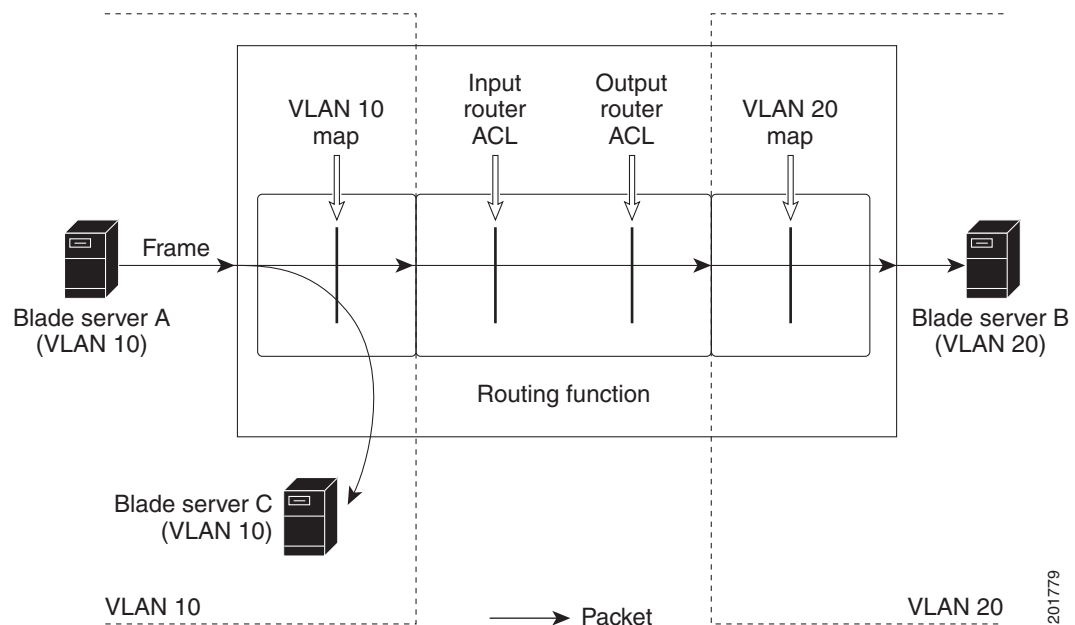 VLAN 10
map
Input
router
ACL
Output
router
ACL
VLAN 20
map
Frame
Blade server A
(VLAN 10)
Blade server B
(VLAN 20)
Routing function
Blade server C
(VLAN 10)
VLAN 10
Packet
VLAN 20
201779